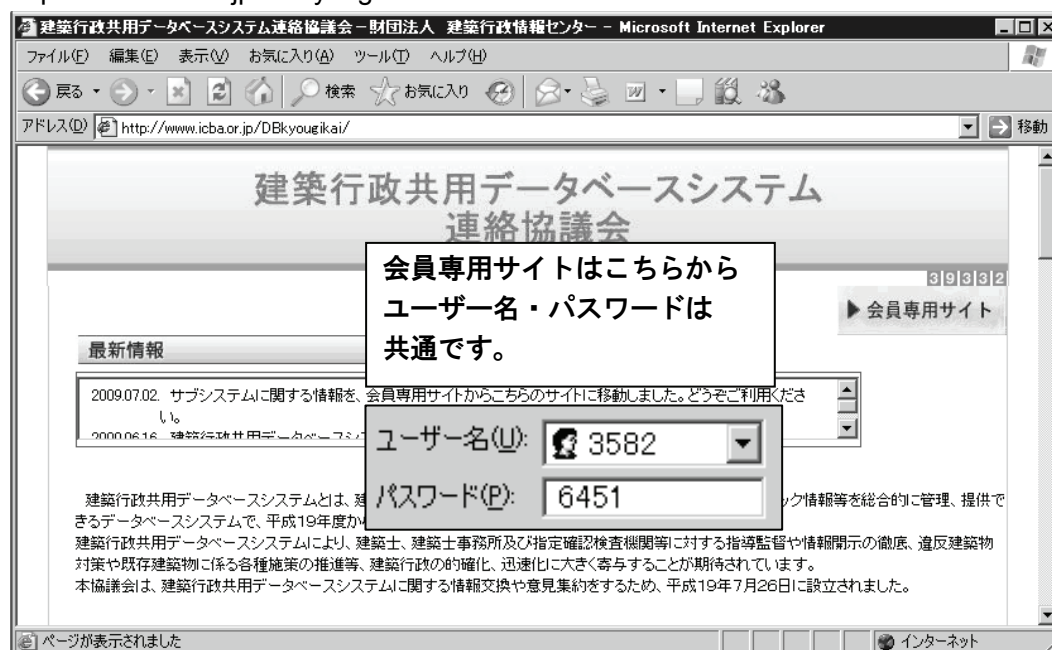 建築行政共用データベースシステム連絡協議会－財団法人 建築行政情報センター - Microsoft Internet Explorer
ファイル(F) 編集(E) 表示(V) お気に入り(A) ツール(T) ヘルプ(H)
戻る 検索 お気に入り
アドレス(D) http://www.icba.or.jp/DBkyougikai/ 移動
建築行政共用データベースシステム
連絡協議会
会員専用サイトはこちらから
ユーザー名・パスワードは
共通です。
39332
会員専用サイト
最新情報
2009.07.02. サブシステムに関する情報を、会員専用サイトからこちらのサイトに移動しました。どうぞご利用くださ
い。
ユーザー名(U): 3582
パスワード(P): 6451
建築行政共用データベースシステムとは、建
ック情報等を総合的に管理、提供で
きるデータベースシステムで、平成19年度か
建築行政共用データベースシステムにより、建築士、建築士事務所及び指定確認検査機関等に対する指導監督や情報開示の徹底、違反建築物
対策や既存建築物に係る各種施策の推進等、建築行政の的確化、迅速化に大きく寄与することが期待されています。
本協議会は、建築行政共用データベースシステムに関する情報交換や意見集約をするため、平成19年7月26日に設立されました。
ページが表示されました インターネット